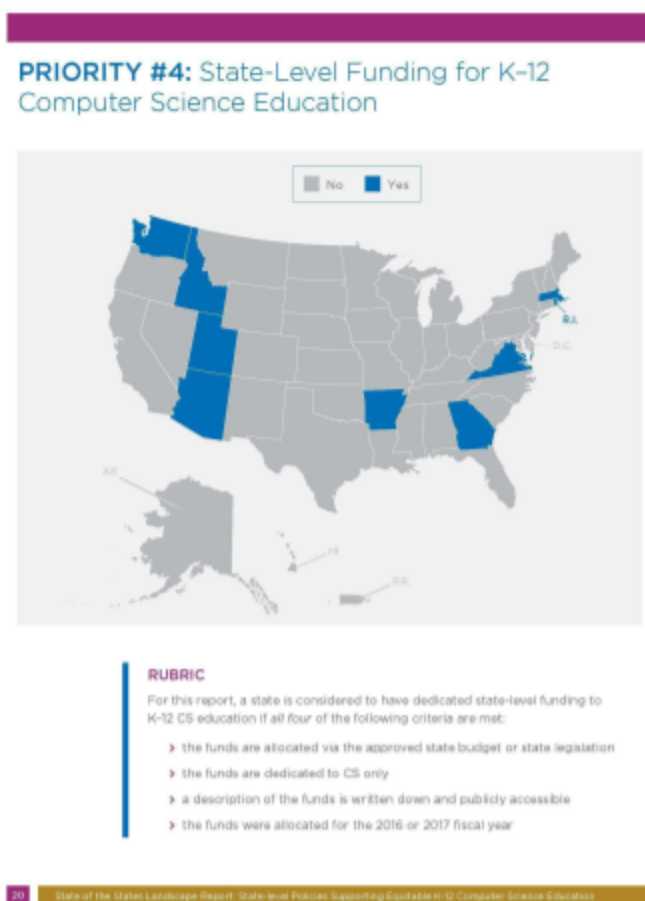 PRIORITY #4: State-Level Funding for K–12
Computer Science Education
No Yes
R.I.
D.C.
AK
HI
P.R.
RUBRIC
For this report, a state is considered to have dedicated state-level funding to
K–12 CS education if all four of the following criteria are met:
> the funds are allocated via the approved state budget or state legislation
> the funds are dedicated to CS only
> a description of the funds is written down and publicly accessible
> the funds were allocated for the 2016 or 2017 fiscal year
20 State of the States Landscape Report: State-level Policies Supporting Equitable K–12 Computer Science Education